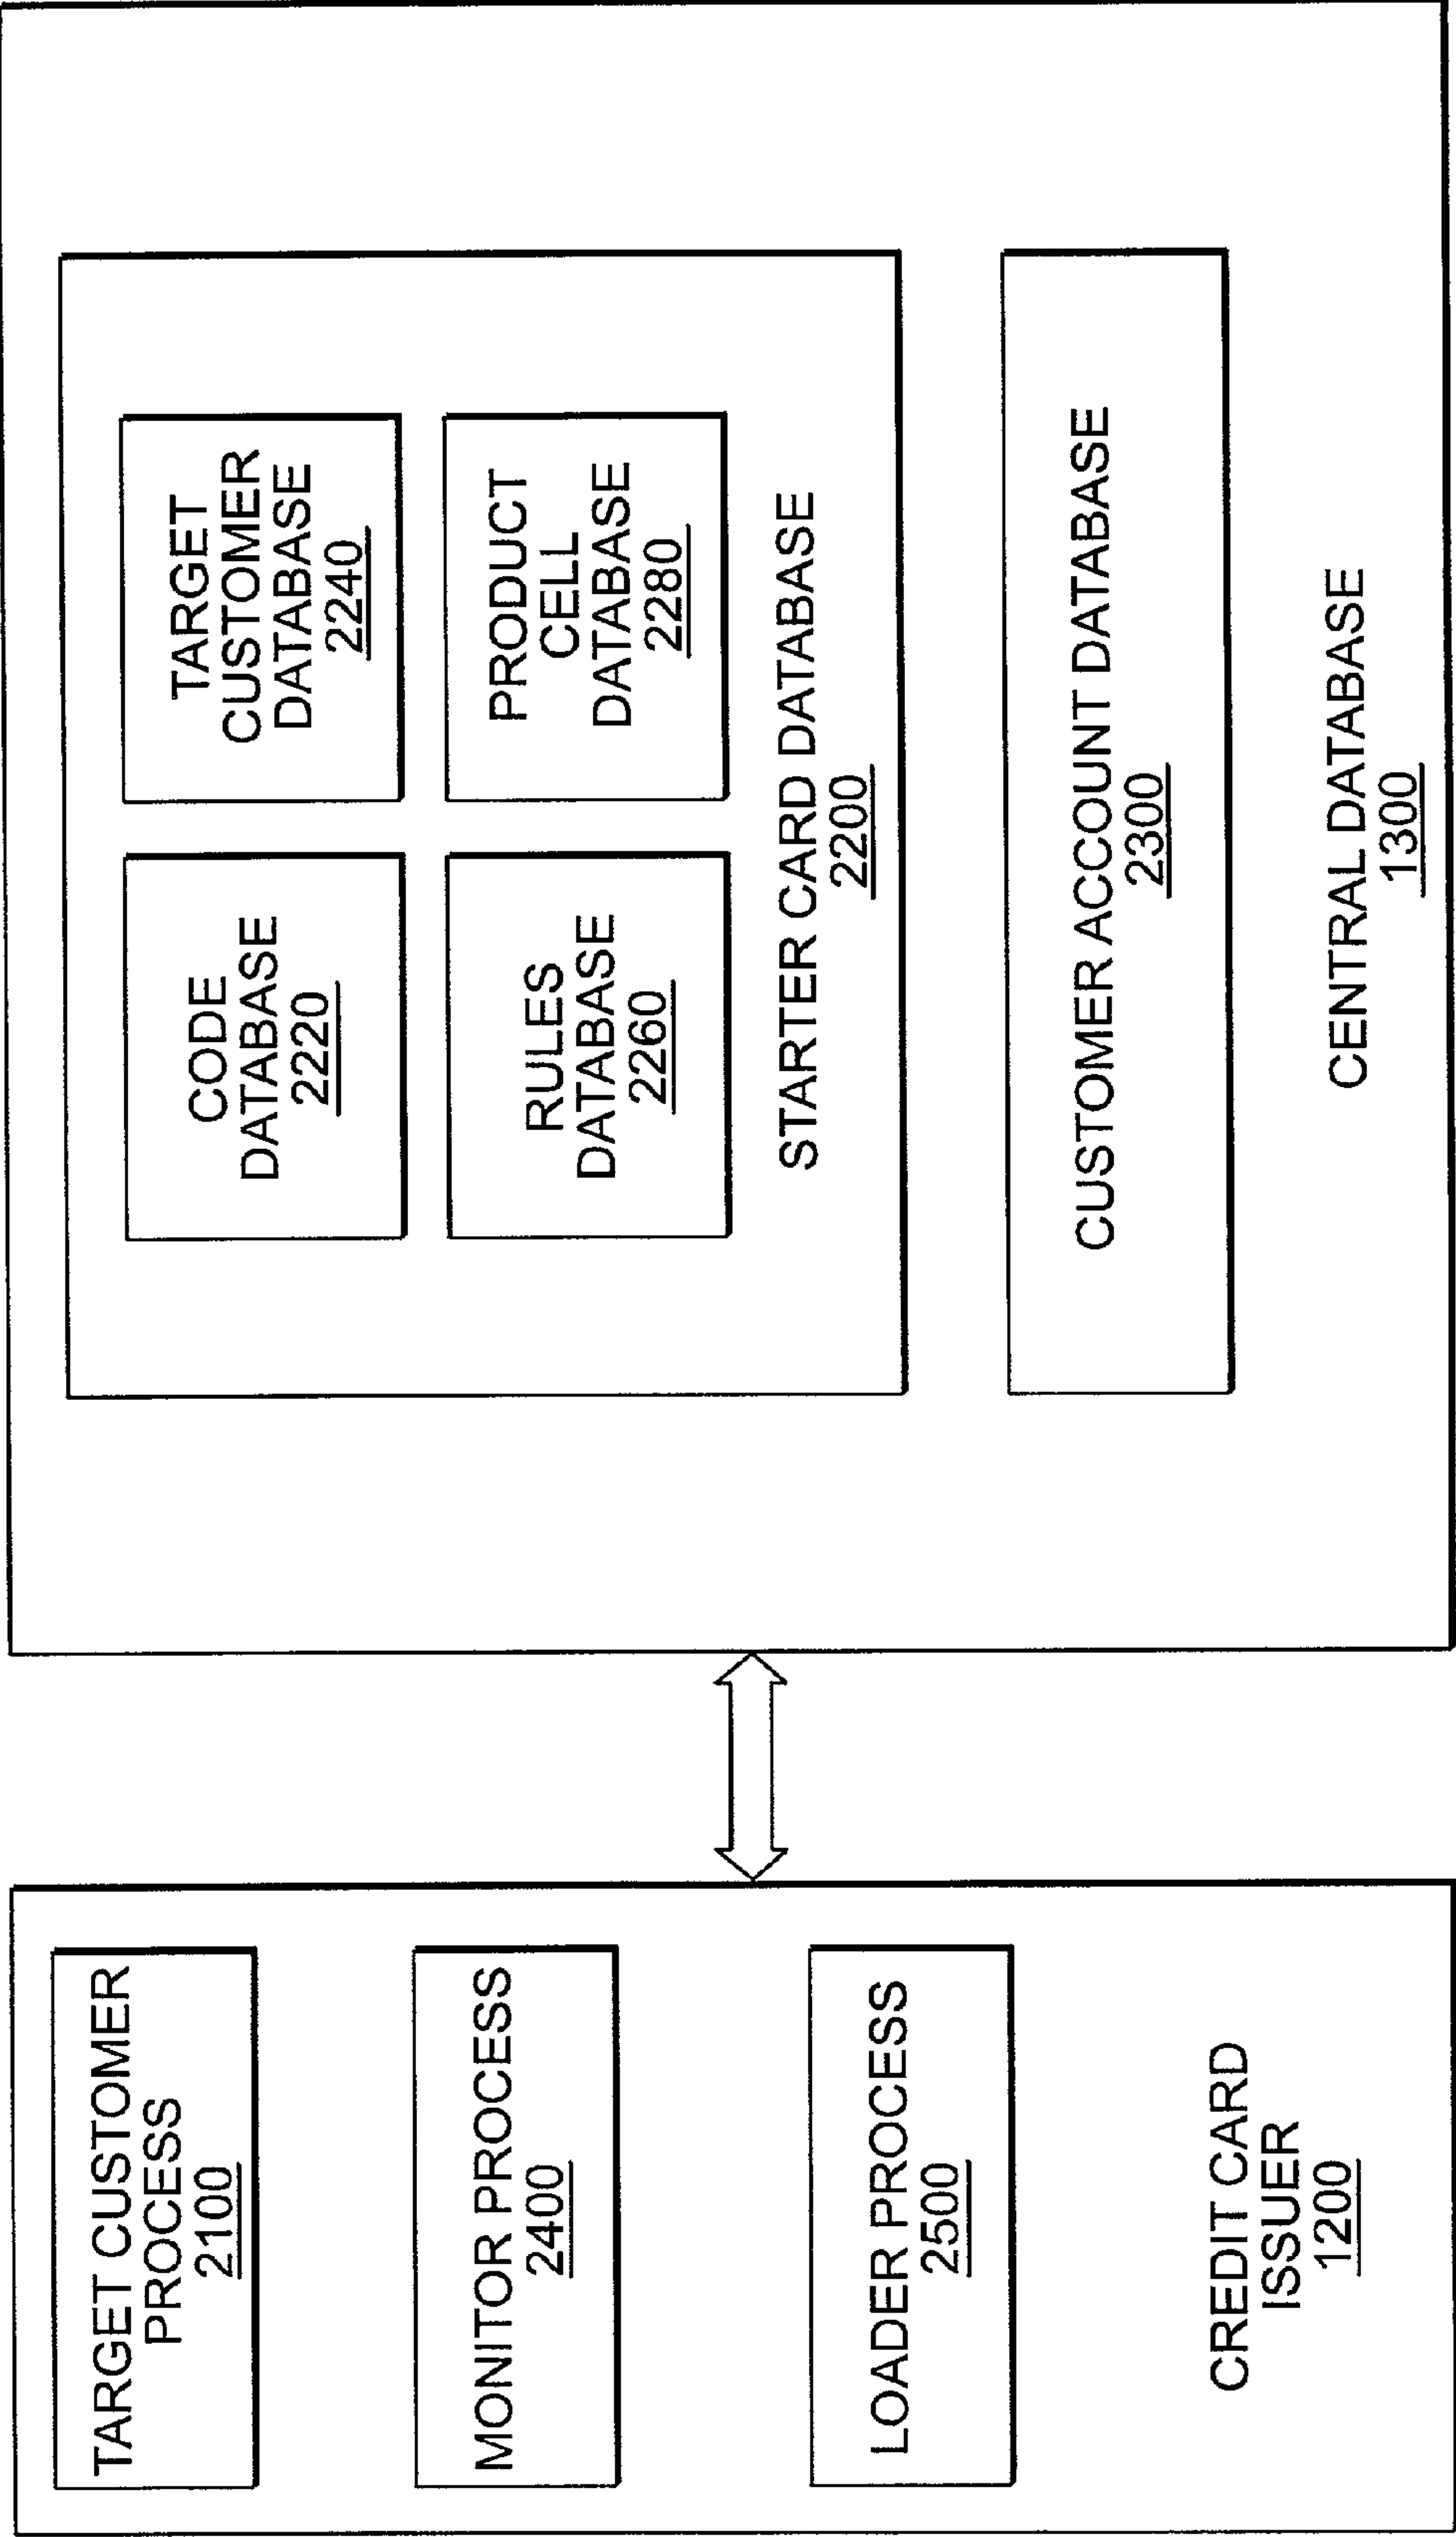 TARGET CUSTOMER
PROCESS
2100
MONITOR PROCESS
2400
LOADER PROCESS
2500
CREDIT CARD
ISSUER
1200
CODE
DATABASE
2220
TARGET
CUSTOMER
DATABASE
2240
RULES
DATABASE
2260
PRODUCT
CELL
DATABASE
2280
STARTER CARD DATABASE
2200
CUSTOMER ACCOUNT DATABASE
2300
CENTRAL DATABASE
1300